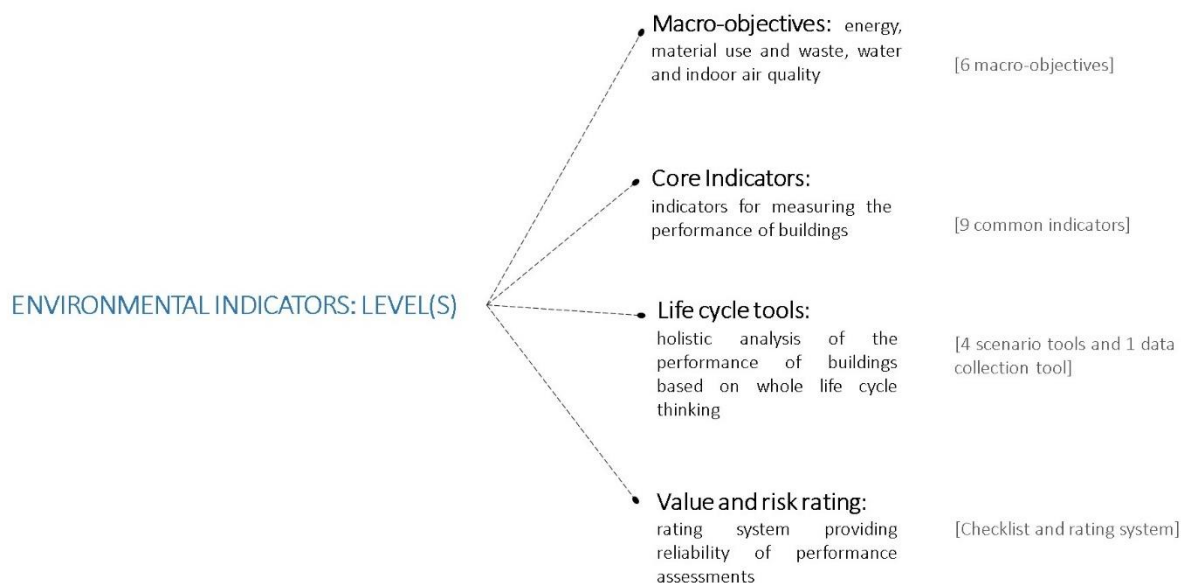 Macro-objectives: energy,
material use and waste, water
and indoor air quality
[6 macro-objectives]
Core Indicators:
indicators for measuring the
performance of buildings
[9 common indicators]
ENVIRONMENTAL INDICATORS: LEVEL(S)
Life cycle tools:
holistic analysis of the
performance of buildings
based on whole life cycle
thinking
[4 scenario tools and 1 data
collection tool]
Value and risk rating:
rating system providing
reliability of performance
assessments
[Checklist and rating system]